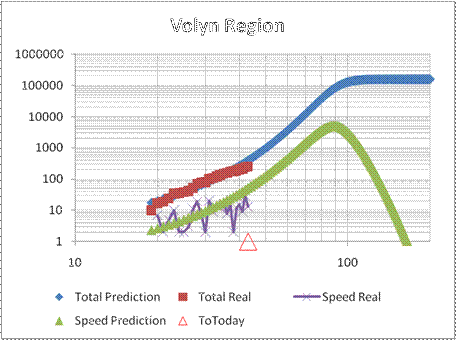 Volyn Region
1000000
100000
10000
1000
100
10
1
10 100
Total Prediction Total Real Speed Real
Speed Prediction ToToday